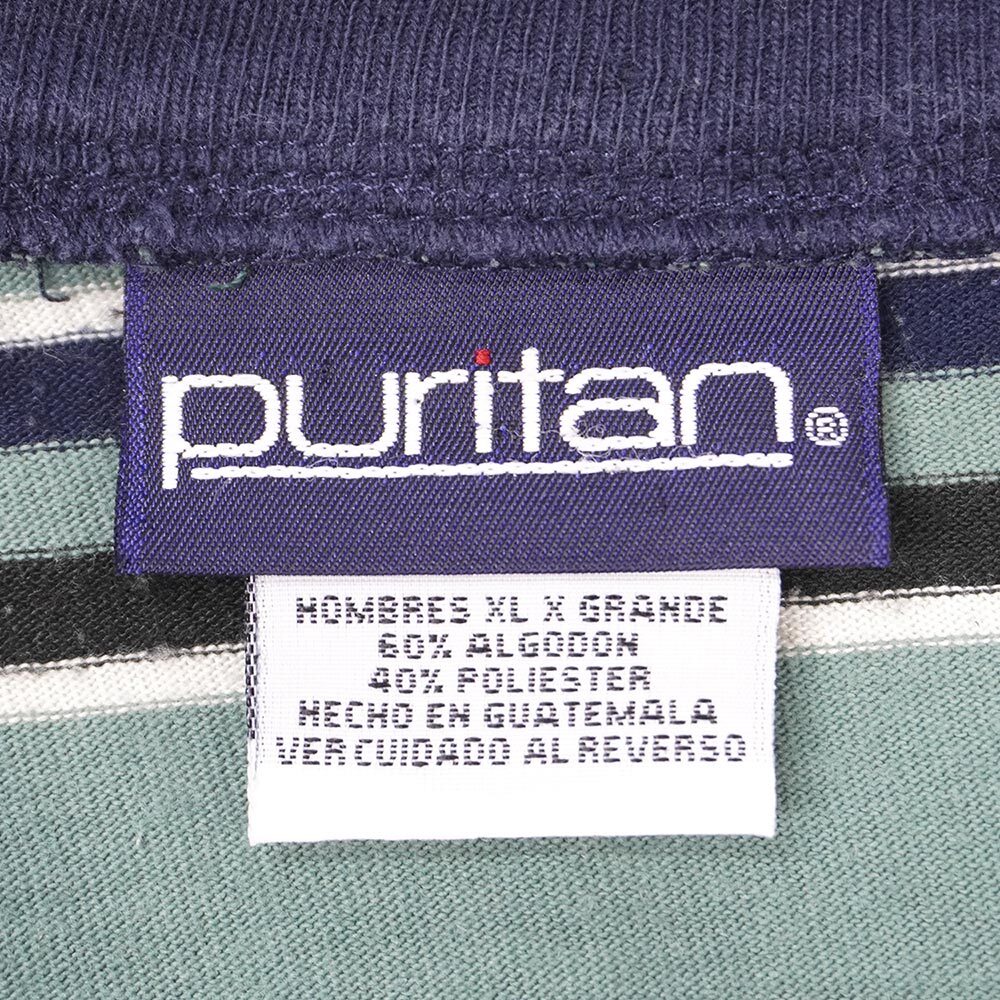 puritan®
HOMBRES XL X GRANDE
60% ALGODON
40% POLIESTER
HECHO EN GUATEMALA
VER CUIDADO AL REVERSO